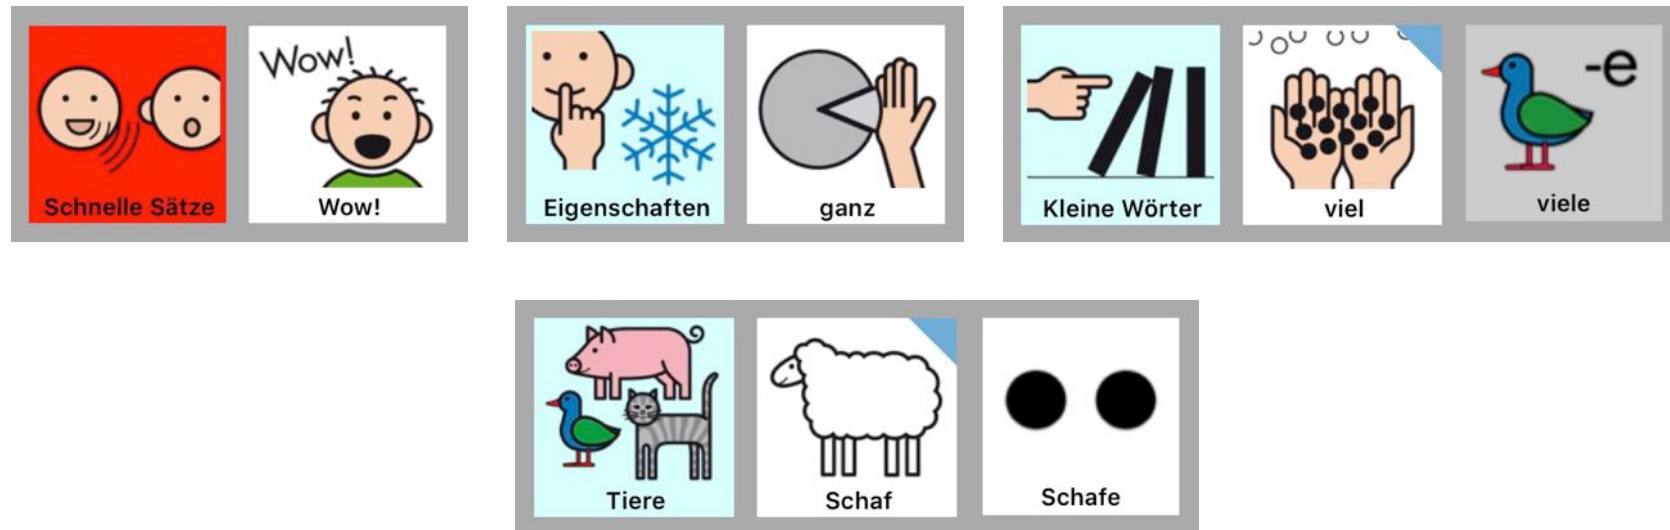 Wow!
Schnelle Sätze
Wow!
Eigenschaften
ganz
Kleine Wörter
viel
-e
viele
Tiere
Schaf
Schafe